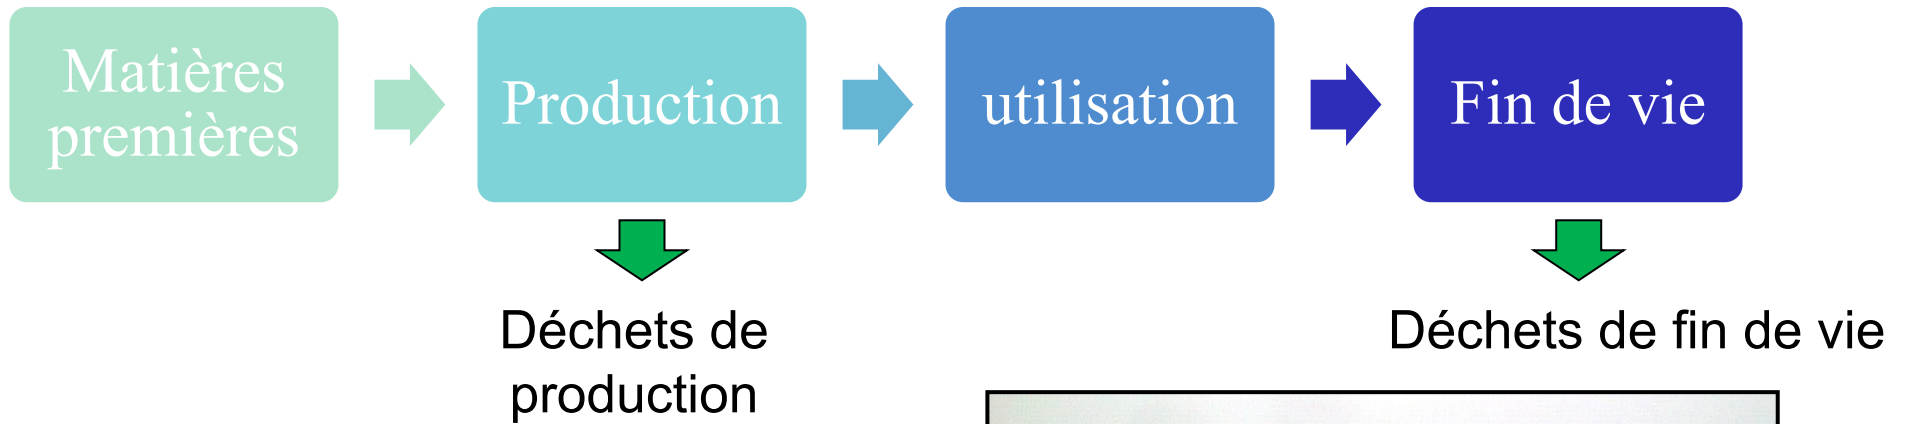 Matières
premières
Production
utilisation
Fin de vie
Déchets de
production
Déchets de fin de vie